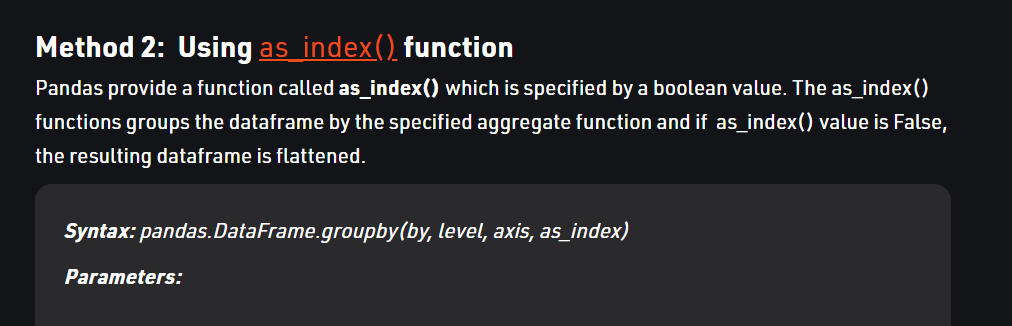 Method 2: Using as_index() function
Pandas provide a function called as_index() which is specified by a boolean value. The as_index()
functions groups the dataframe by the specified aggregate function and if as_index() value is False,
the resulting dataframe is flattened.
Syntax: pandas.DataFrame.groupby(by, level, axis, as_index)
Parameters: